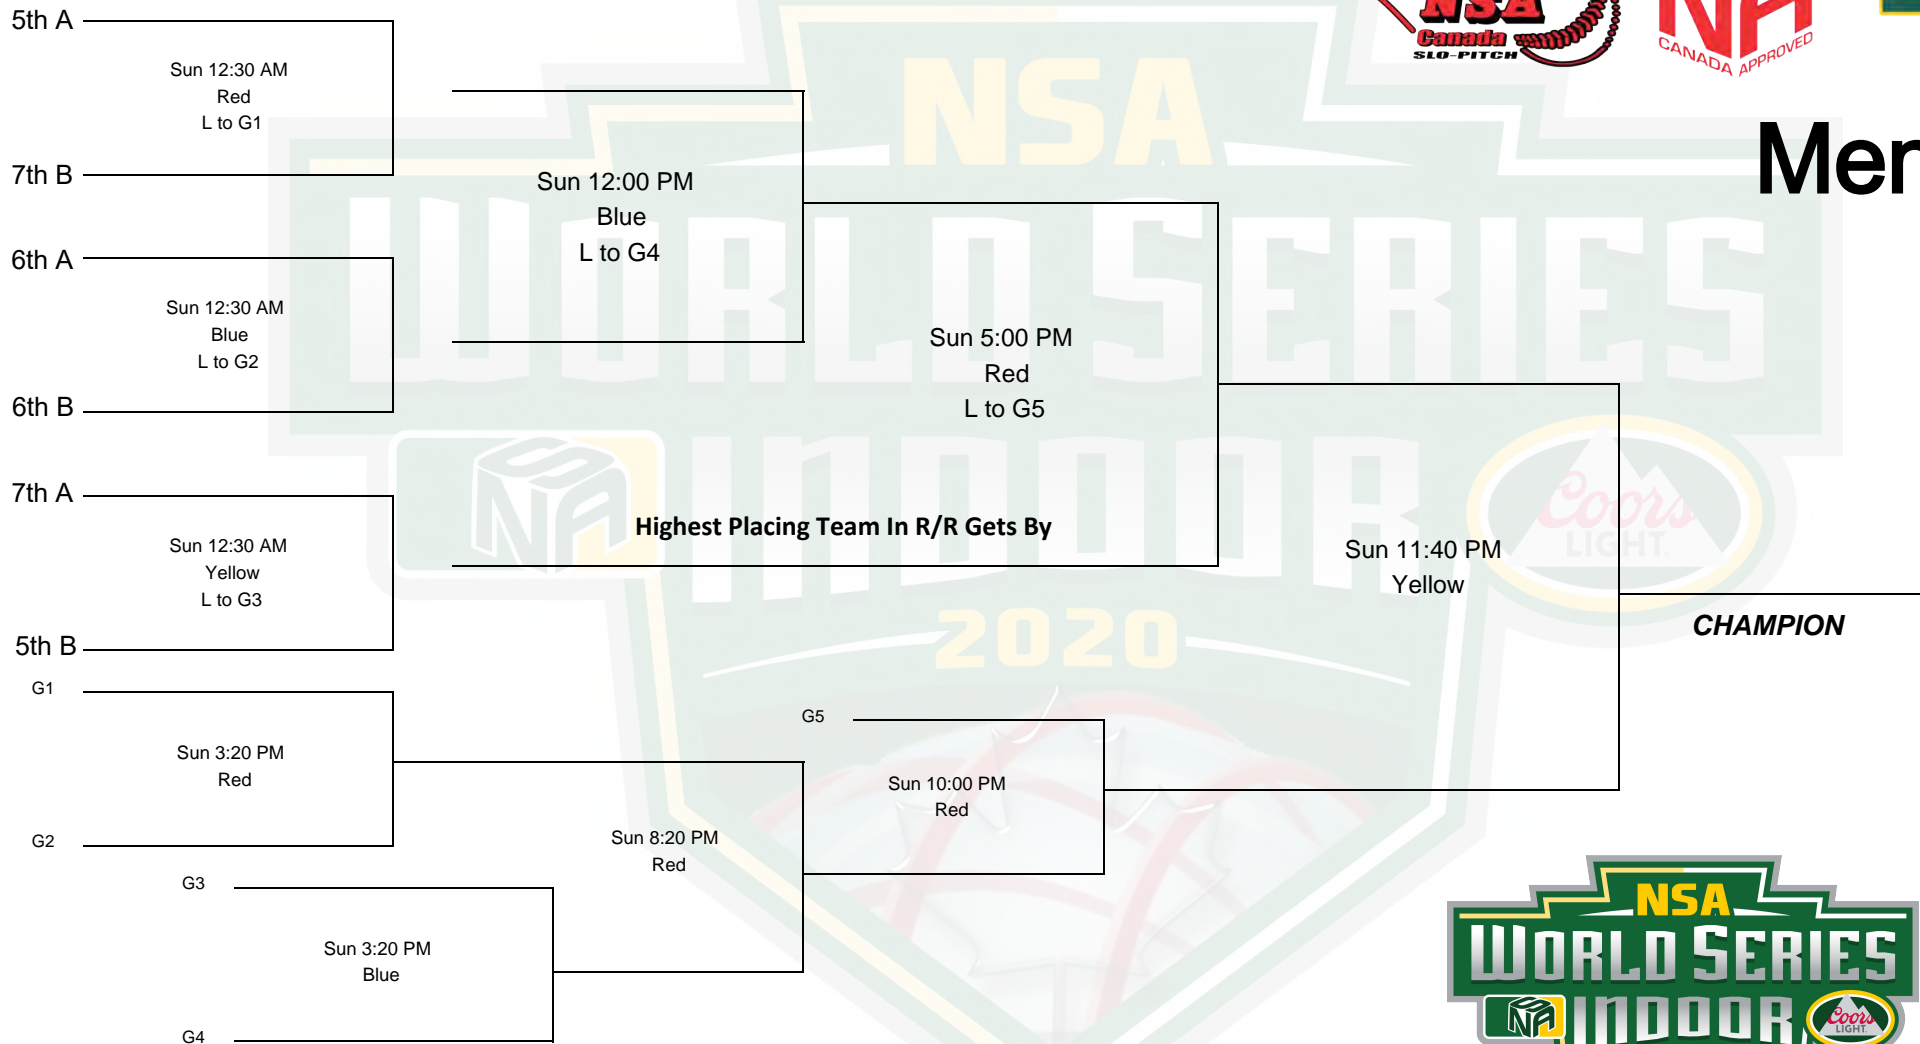 5th A
Sun 12:30 AM
Red
L to G1
7th B
6th A
Sun 12:30 AM
Blue
L to G2
6th B
7th A
Sun 12:30 AM
Yellow
L to G3
5th B
Sun 12:00 PM
Blue
L to G4
Sun 5:00 PM
Red
L to G5
Highest Placing Team In R/R Gets By
Sun 11:40 PM
Yellow
CHAMPION
G1
Sun 3:20 PM
Red
G2
G3
Sun 3:20 PM
Blue
G4
Sun 8:20 PM
Red
G5
Sun 10:00 PM
Red
NSA
Canada
SLO-PITCH
NA
CANADA APPROVED
Men
NSA
WORLD SERIES
NSA
INDOOR
Coors
LIGHT
2020
NSA
WORLD SERIES
NSA
INDOOR
Coors
LIGHT